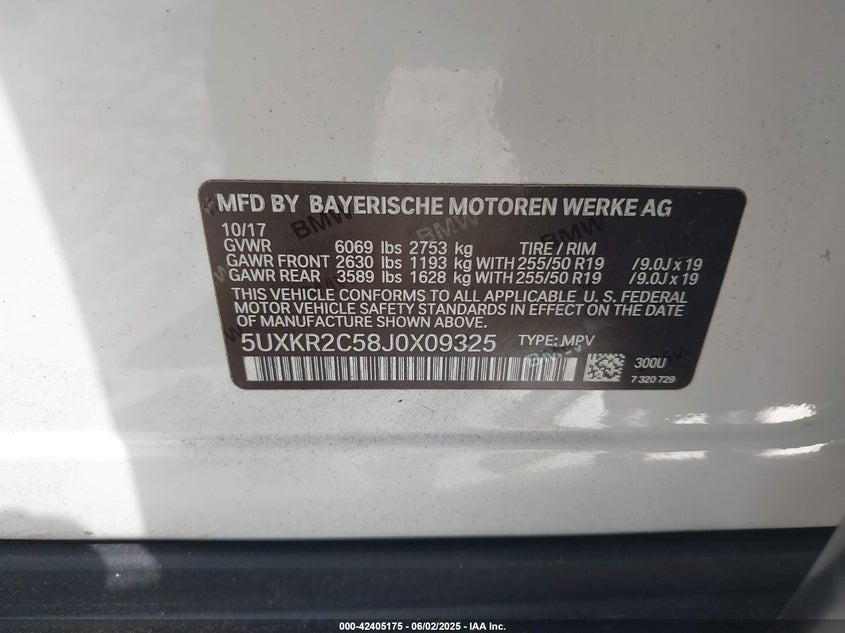 MFD BY BAYERISCHE MOTOREN WERKE AG
10/17
GVWR 6069 lbs 2753 kg TIRE / RIM
GAWR FRONT 2630 lbs 1193 kg WITH 255/50 R19 /9.0J x 19
GAWR REAR 3589 lbs 1628 kg WITH 255/50 R19 /9.0J x 19
THIS VEHICLE CONFORMS TO ALL APPLICABLE U. S. FEDERAL
MOTOR VEHICLE SAFETY STANDARDS IN EFFECT ON THE DATE
OF MANUFACTURE SHOWN ABOVE.
5UXKR2C58J0X09325 TYPE: MPV
300U
7 320 729
000-42405175 - 06/02/2025 - IAA Inc.